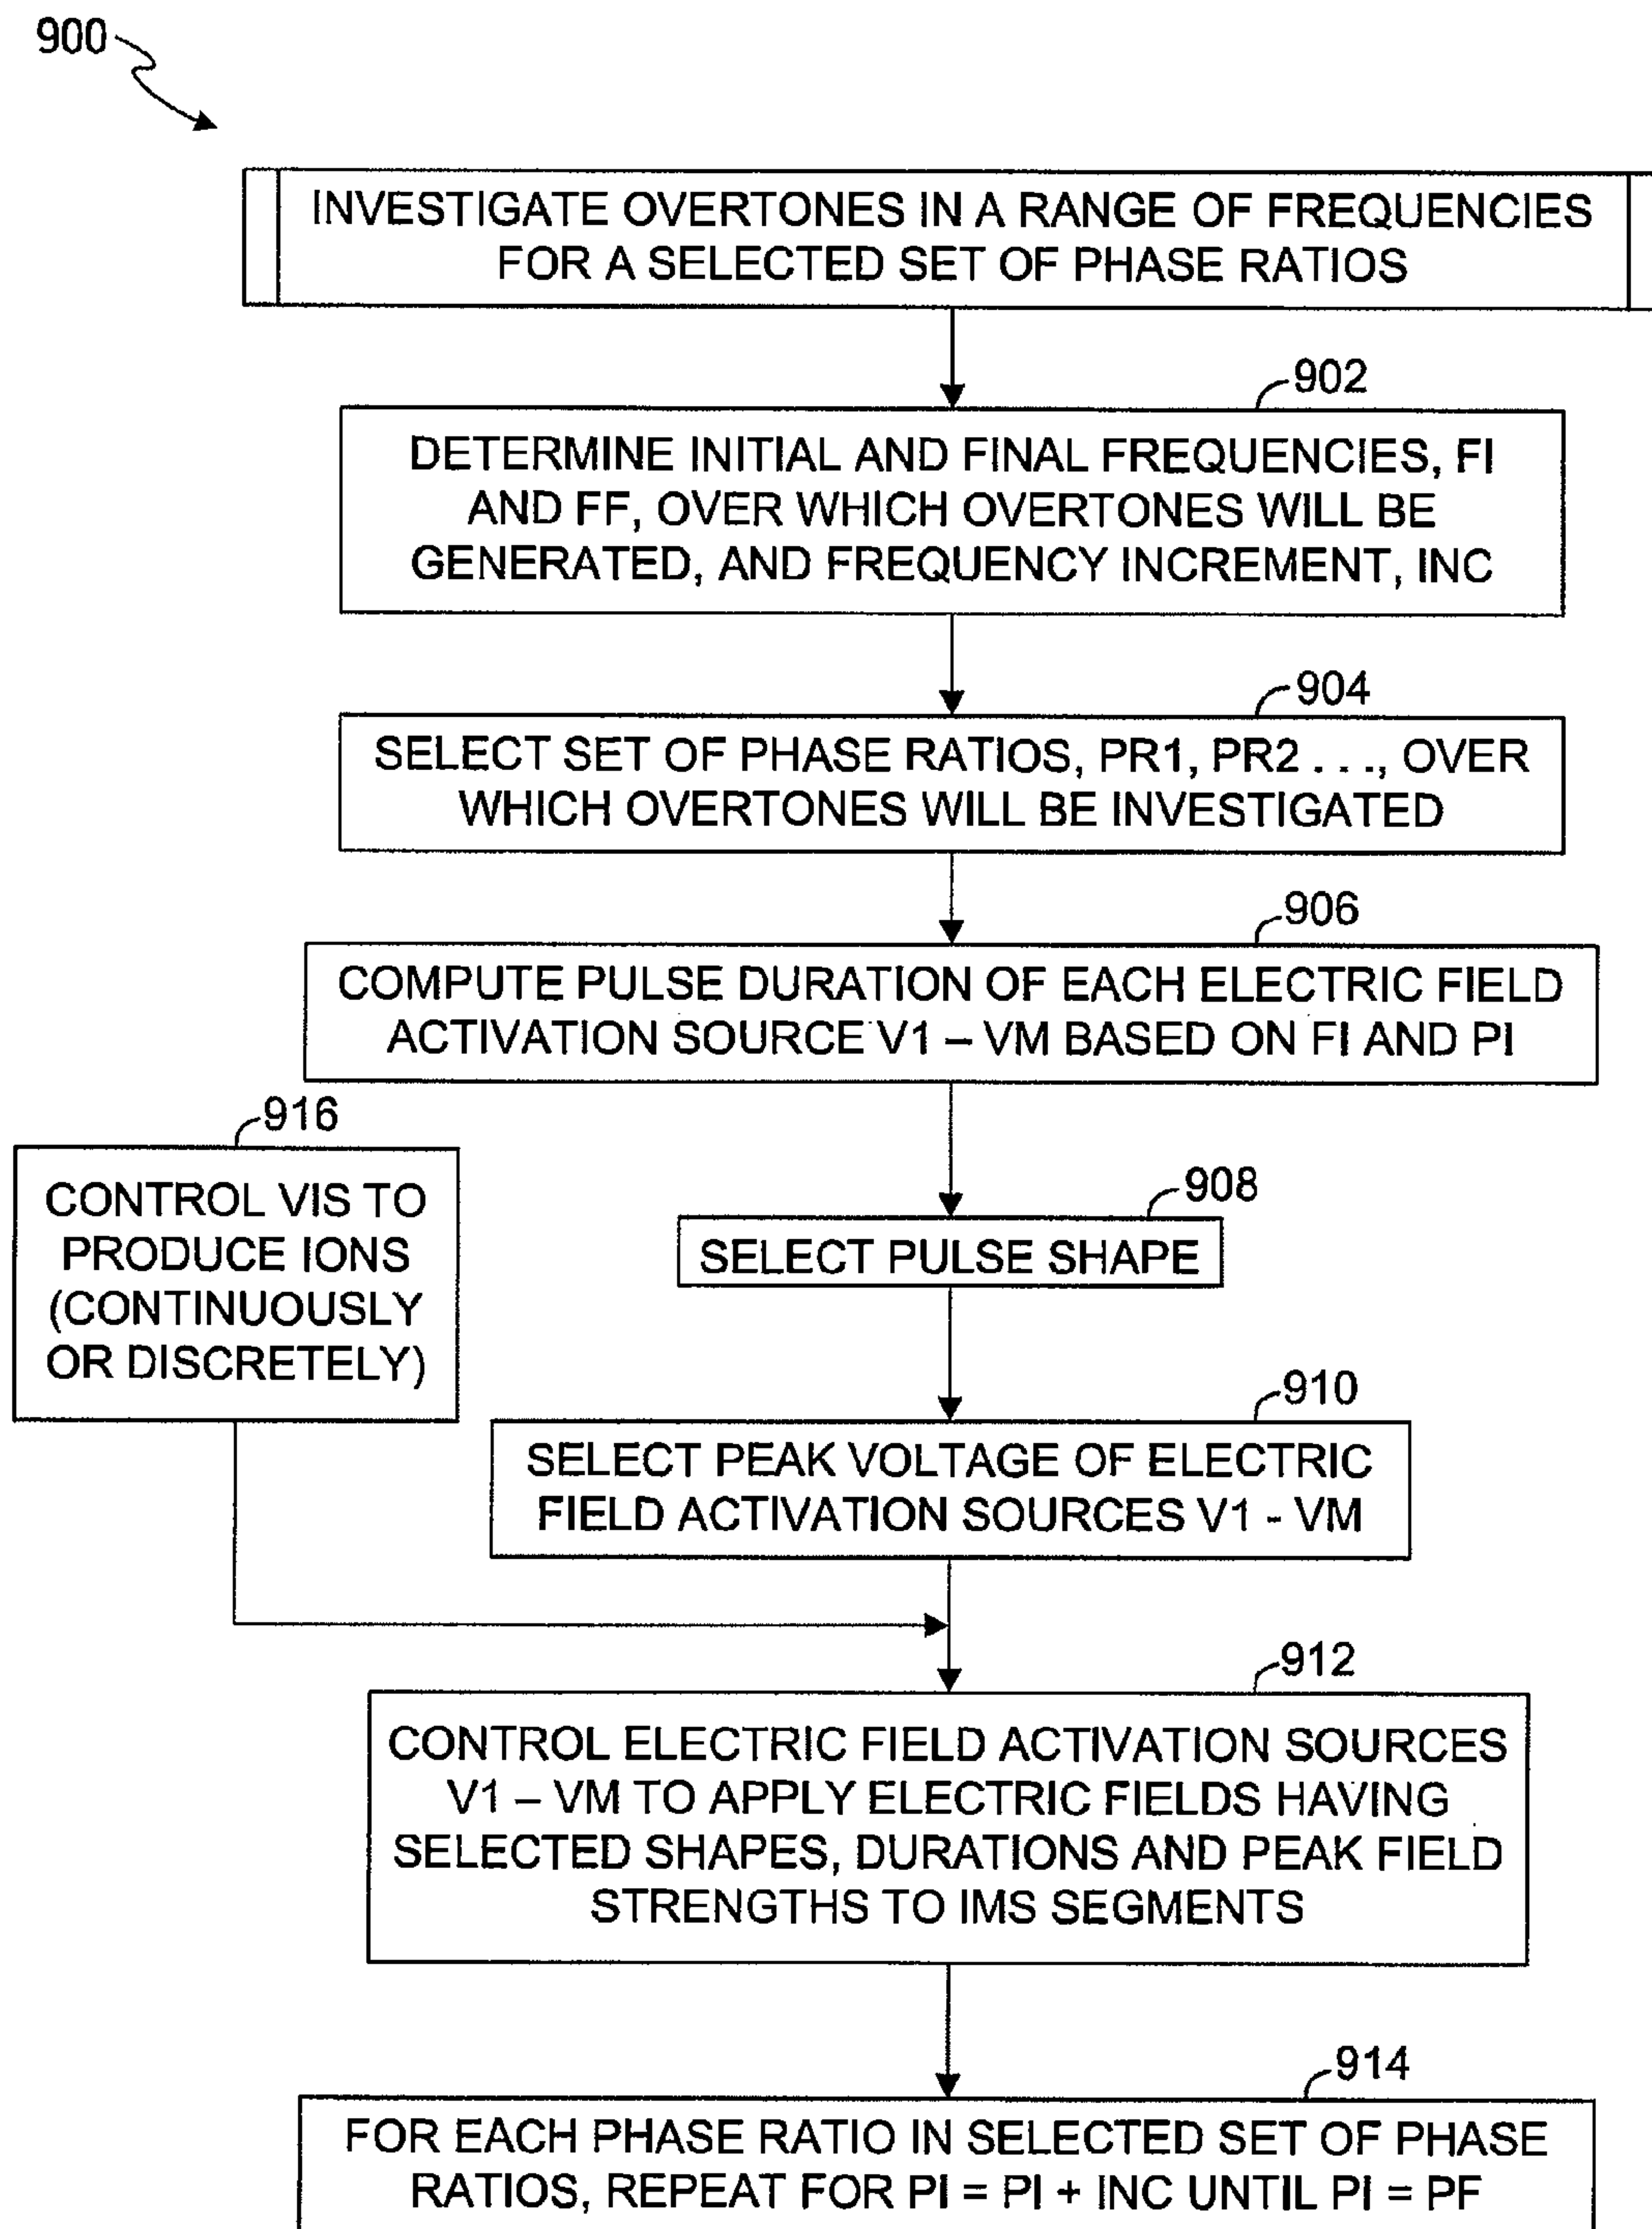 900
INVESTIGATE OVERTONES IN A RANGE OF FREQUENCIES
FOR A SELECTED SET OF PHASE RATIOS
902
DETERMINE INITIAL AND FINAL FREQUENCIES, FI
AND FF, OVER WHICH OVERTONES WILL BE
GENERATED, AND FREQUENCY INCREMENT, INC
904
SELECT SET OF PHASE RATIOS, PR1, PR2 . . ., OVER
WHICH OVERTONES WILL BE INVESTIGATED
906
COMPUTE PULSE DURATION OF EACH ELECTRIC FIELD
ACTIVATION SOURCE V1 – VM BASED ON FI AND PI
916
CONTROL VIS TO
PRODUCE IONS
(CONTINUOUSLY
OR DISCRETELY)
908
SELECT PULSE SHAPE
910
SELECT PEAK VOLTAGE OF ELECTRIC
FIELD ACTIVATION SOURCES V1 - VM
912
CONTROL ELECTRIC FIELD ACTIVATION SOURCES
V1 – VM TO APPLY ELECTRIC FIELDS HAVING
SELECTED SHAPES, DURATIONS AND PEAK FIELD
STRENGTHS TO IMS SEGMENTS
914
FOR EACH PHASE RATIO IN SELECTED SET OF PHASE
RATIOS, REPEAT FOR PI = PI + INC UNTIL PI = PF